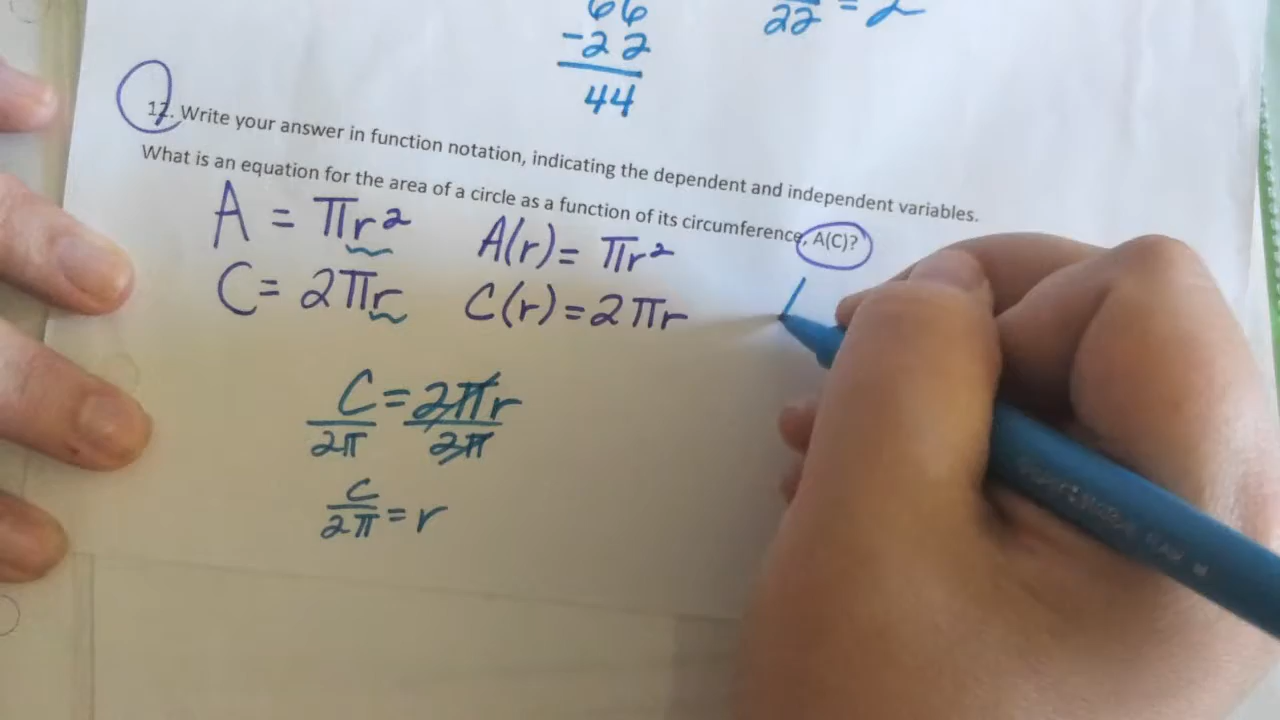 66
-22
44
22 = 2
12. Write your answer in function notation, indicating the dependent and independent variables.
What is an equation for the area of a circle as a function of its circumference, A(C)?
A = πr²
A(r) = πr²
C = 2πr
C(r) = 2πr
C = 2πr
2π 2π
C
2π = r